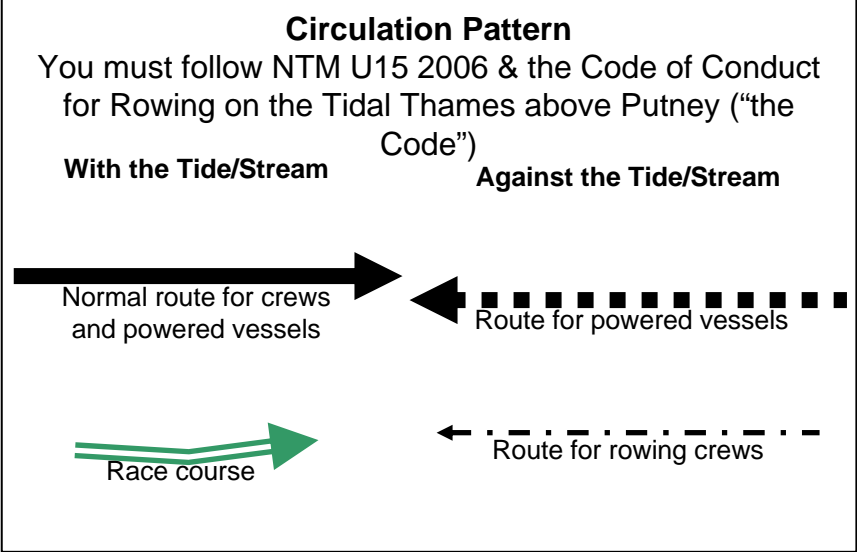 Circulation Pattern
You must follow NTM U15 2006 & the Code of Conduct
for Rowing on the Tidal Thames above Putney (“the
Code”)
With the Tide/Stream
Against the Tide/Stream
Normal route for crews
and powered vessels
Route for powered vessels
Race course
Route for rowing crews